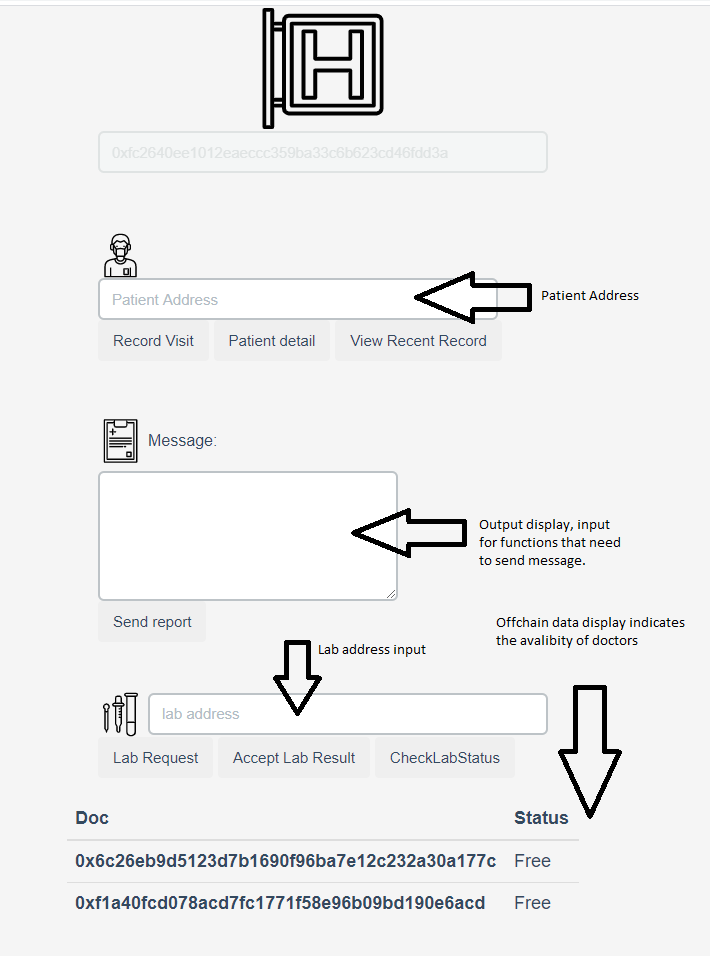 H
0xfc2640ee1012eaeccc359ba33c6b623cd46fdd3a
Patient Address
Patient Address
Record Visit
Patient detail
View Recent Record
Message:
Output display, input
for functions that need
to send message.
Send report
Offchain data display indicates
the avalibity of doctors
Lab address input
lab address
Lab Request
Accept Lab Result
CheckLabStatus
Doc Status
0x6c26eb9d5123d7b1690f96ba7e12c232a30a177c Free
0xf1a40fcd078acd7fc1771f58e96b09bd190e6acd Free